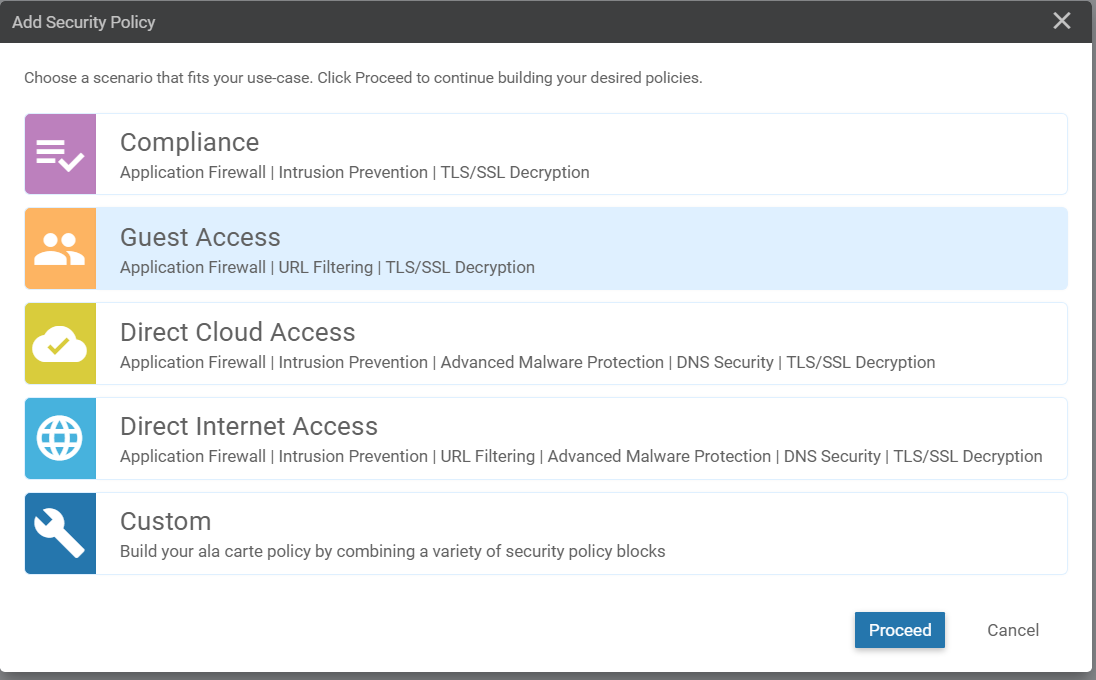 Add Security Policy
Choose a scenario that fits your use-case. Click Proceed to continue building your desired policies.
Compliance
Application Firewall | Intrusion Prevention | TLS/SSL Decryption
Guest Access
Application Firewall | URL Filtering | TLS/SSL Decryption
Direct Cloud Access
Application Firewall | Intrusion Prevention | Advanced Malware Protection | DNS Security | TLS/SSL Decryption
Direct Internet Access
Application Firewall | Intrusion Prevention | URL Filtering | Advanced Malware Protection | DNS Security | TLS/SSL Decryption
Custom
Build your ala carte policy by combining a variety of security policy blocks
Proceed Cancel